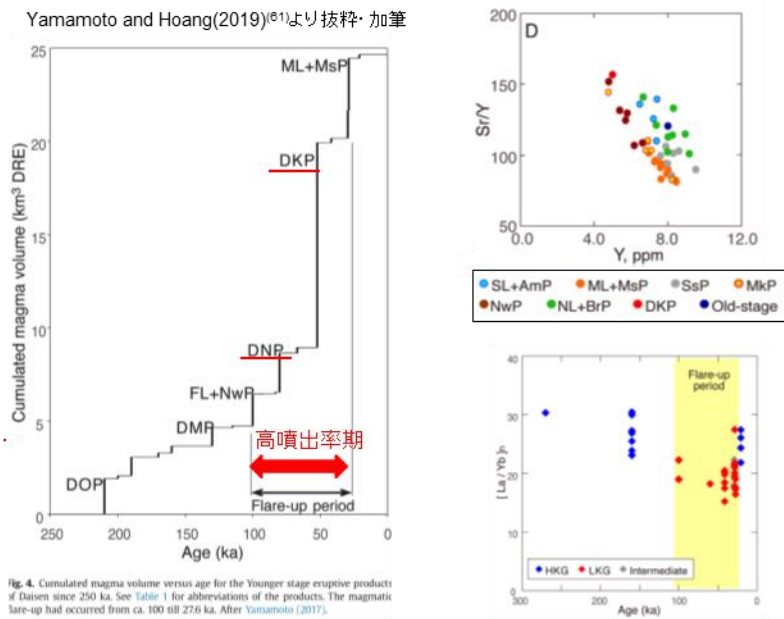 Yamamoto and Hoang(2019)⁽⁶¹⁾より抜粋・加筆
25
20
15
10
5
0
Cumulated magma volume (km³ DRE)
ML+MsP
DKP
DNP
FL+NwP
DMP
DOP
高噴出率期
Flare-up period
250 200 150 100 50 0
Age (ka)
Fig. 4. Cumulated magma volume versus age for the Younger stage eruptive products
of Daisen since 250 ka. See Table 1 for abbreviations of the products. The magmatic
flare-up had occurred from ca. 100 till 27.6 ka. After Yamamoto (2017).
D
200
150
100
50
Sr/Y
0.0 4.0 8.0 12.0
Y, ppm
SL+AmP ML+MsP SsP MkP
NwP NL+BrP DKP Old-stage
40
30
20
10
0
[ La / Yb ]n
Flare-up
period
HKG LKG Intermediate
300 200 100 0
Age (ka)